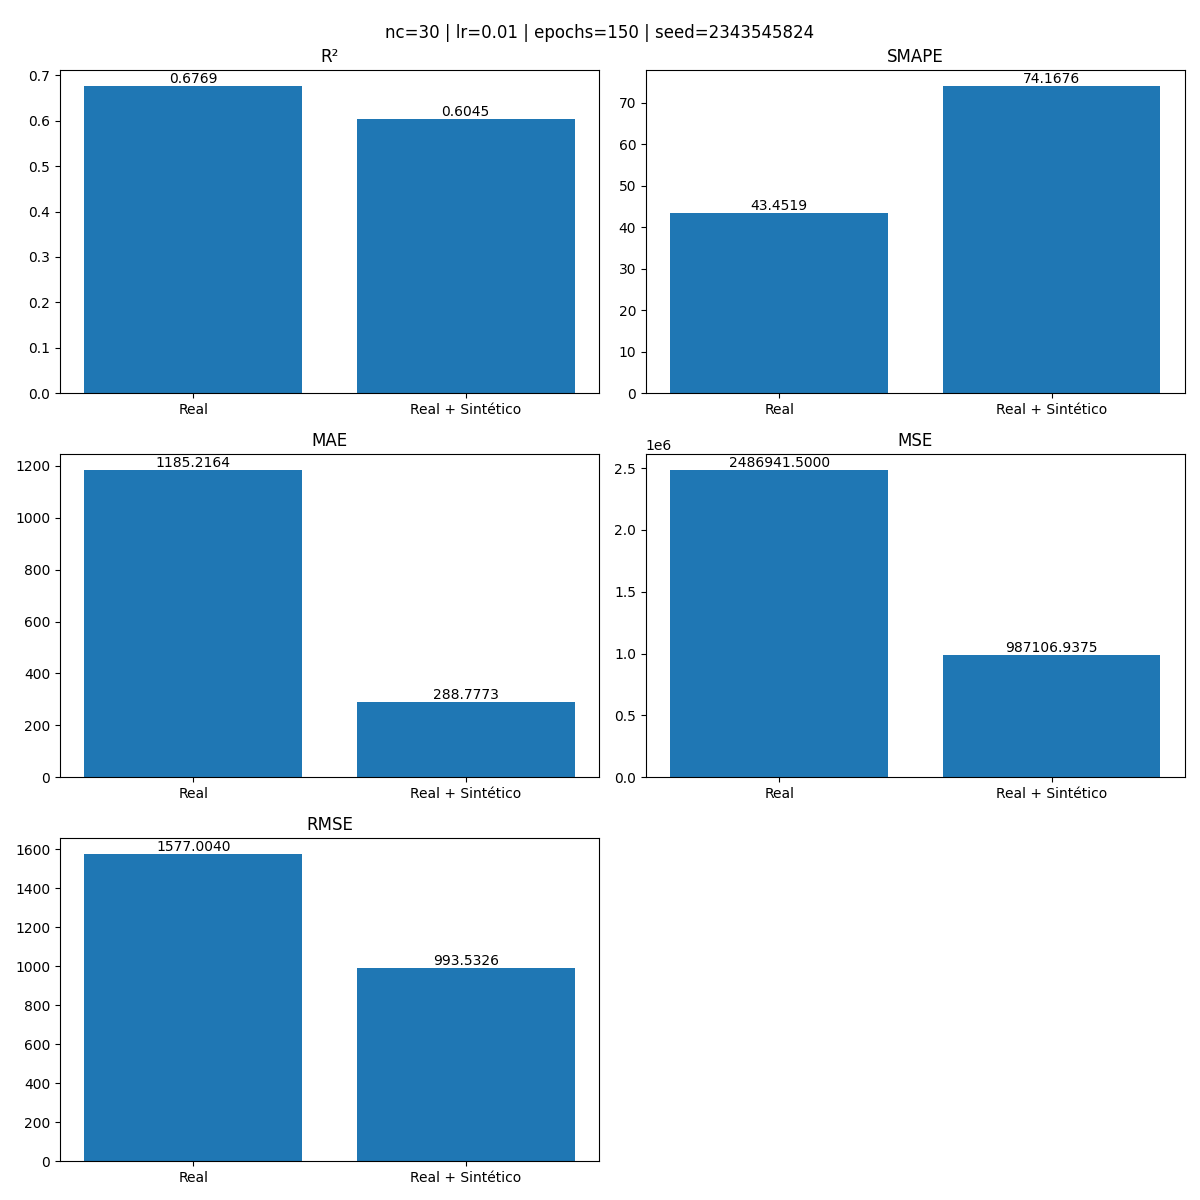 nc=30 | lr=0.01 | epochs=150 | seed=2343545824
R²
0.7
0.6
0.5
0.4
0.3
0.2
0.1
0.0
0.6769
0.6045
Real
Real + Sintético
SMAPE
70
60
50
40
30
20
10
0
43.4519
74.1676
Real
Real + Sintético
MAE
1200
1000
800
600
400
200
0
1185.2164
288.7773
Real
Real + Sintético
MSE
1e6
2.5
2.0
1.5
1.0
0.5
0.0
2486941.5000
987106.9375
Real
Real + Sintético
RMSE
1600
1400
1200
1000
800
600
400
200
0
1577.0040
993.5326
Real
Real + Sintético